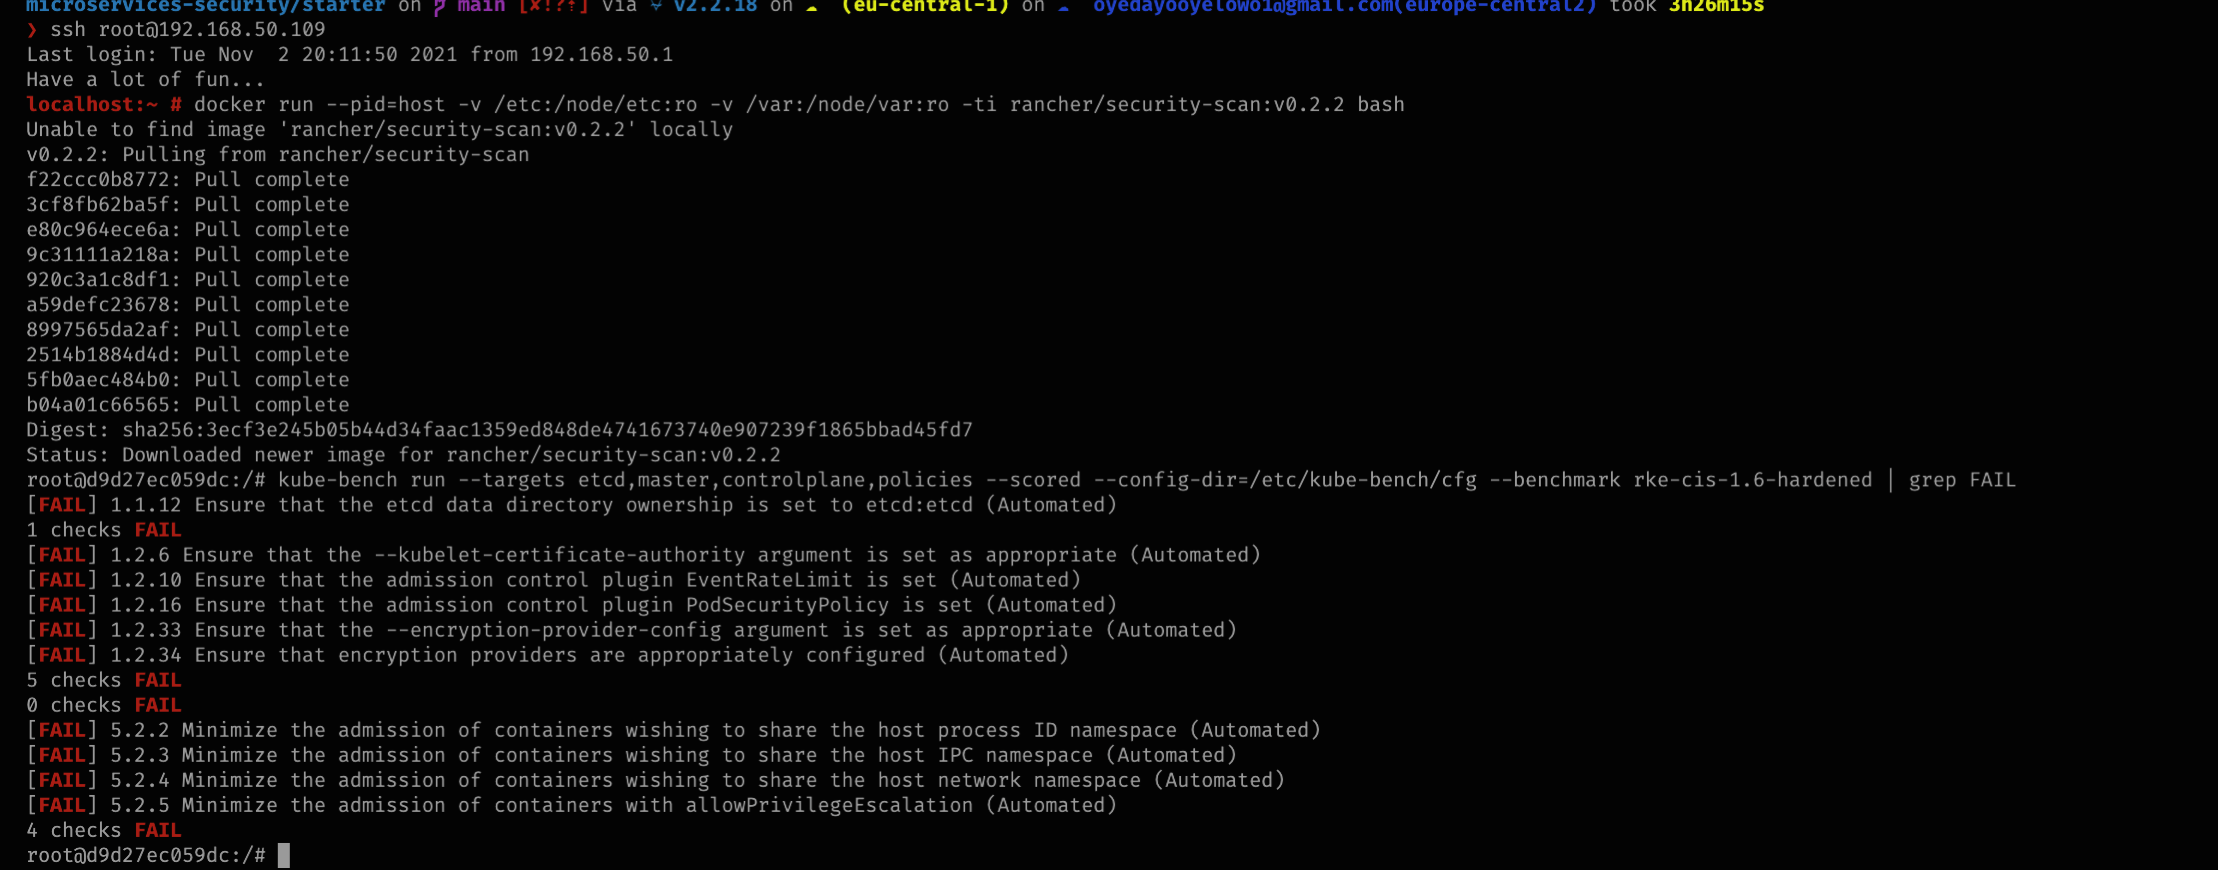 microservices-security/starter on main [✘!?⇡] via v2.2.18 on ☁ (eu-central-1) on ☁ oyedayooyelowo1@gmail.com(europe-central2) took 3h26m15s
❯ ssh root@192.168.50.109
Last login: Tue Nov  2 20:11:50 2021 from 192.168.50.1
Have a lot of fun...
localhost:~ # docker run --pid=host -v /etc:/node/etc:ro -v /var:/node/var:ro -ti rancher/security-scan:v0.2.2 bash
Unable to find image 'rancher/security-scan:v0.2.2' locally
v0.2.2: Pulling from rancher/security-scan
f22ccc0b8772: Pull complete
3cf8fb62ba5f: Pull complete
e80c964ece6a: Pull complete
9c31111a218a: Pull complete
920c3a1c8df1: Pull complete
a59defc23678: Pull complete
8997565da2af: Pull complete
2514b1884d4d: Pull complete
5fb0aec484b0: Pull complete
b04a01c66565: Pull complete
Digest: sha256:3ecf3e245b05b44d34faac1359ed848de4741673740e907239f1865bbad45fd7
Status: Downloaded newer image for rancher/security-scan:v0.2.2
root@d9d27ec059dc:/# kube-bench run --targets etcd,master,controlplane,policies --scored --config-dir=/etc/kube-bench/cfg --benchmark rke-cis-1.6-hardened | grep FAIL
[FAIL] 1.1.12 Ensure that the etcd data directory ownership is set to etcd:etcd (Automated)
1 checks FAIL
[FAIL] 1.2.6 Ensure that the --kubelet-certificate-authority argument is set as appropriate (Automated)
[FAIL] 1.2.10 Ensure that the admission control plugin EventRateLimit is set (Automated)
[FAIL] 1.2.16 Ensure that the admission control plugin PodSecurityPolicy is set (Automated)
[FAIL] 1.2.33 Ensure that the --encryption-provider-config argument is set as appropriate (Automated)
[FAIL] 1.2.34 Ensure that encryption providers are appropriately configured (Automated)
5 checks FAIL
0 checks FAIL
[FAIL] 5.2.2 Minimize the admission of containers wishing to share the host process ID namespace (Automated)
[FAIL] 5.2.3 Minimize the admission of containers wishing to share the host IPC namespace (Automated)
[FAIL] 5.2.4 Minimize the admission of containers wishing to share the host network namespace (Automated)
[FAIL] 5.2.5 Minimize the admission of containers with allowPrivilegeEscalation (Automated)
4 checks FAIL
root@d9d27ec059dc:/#